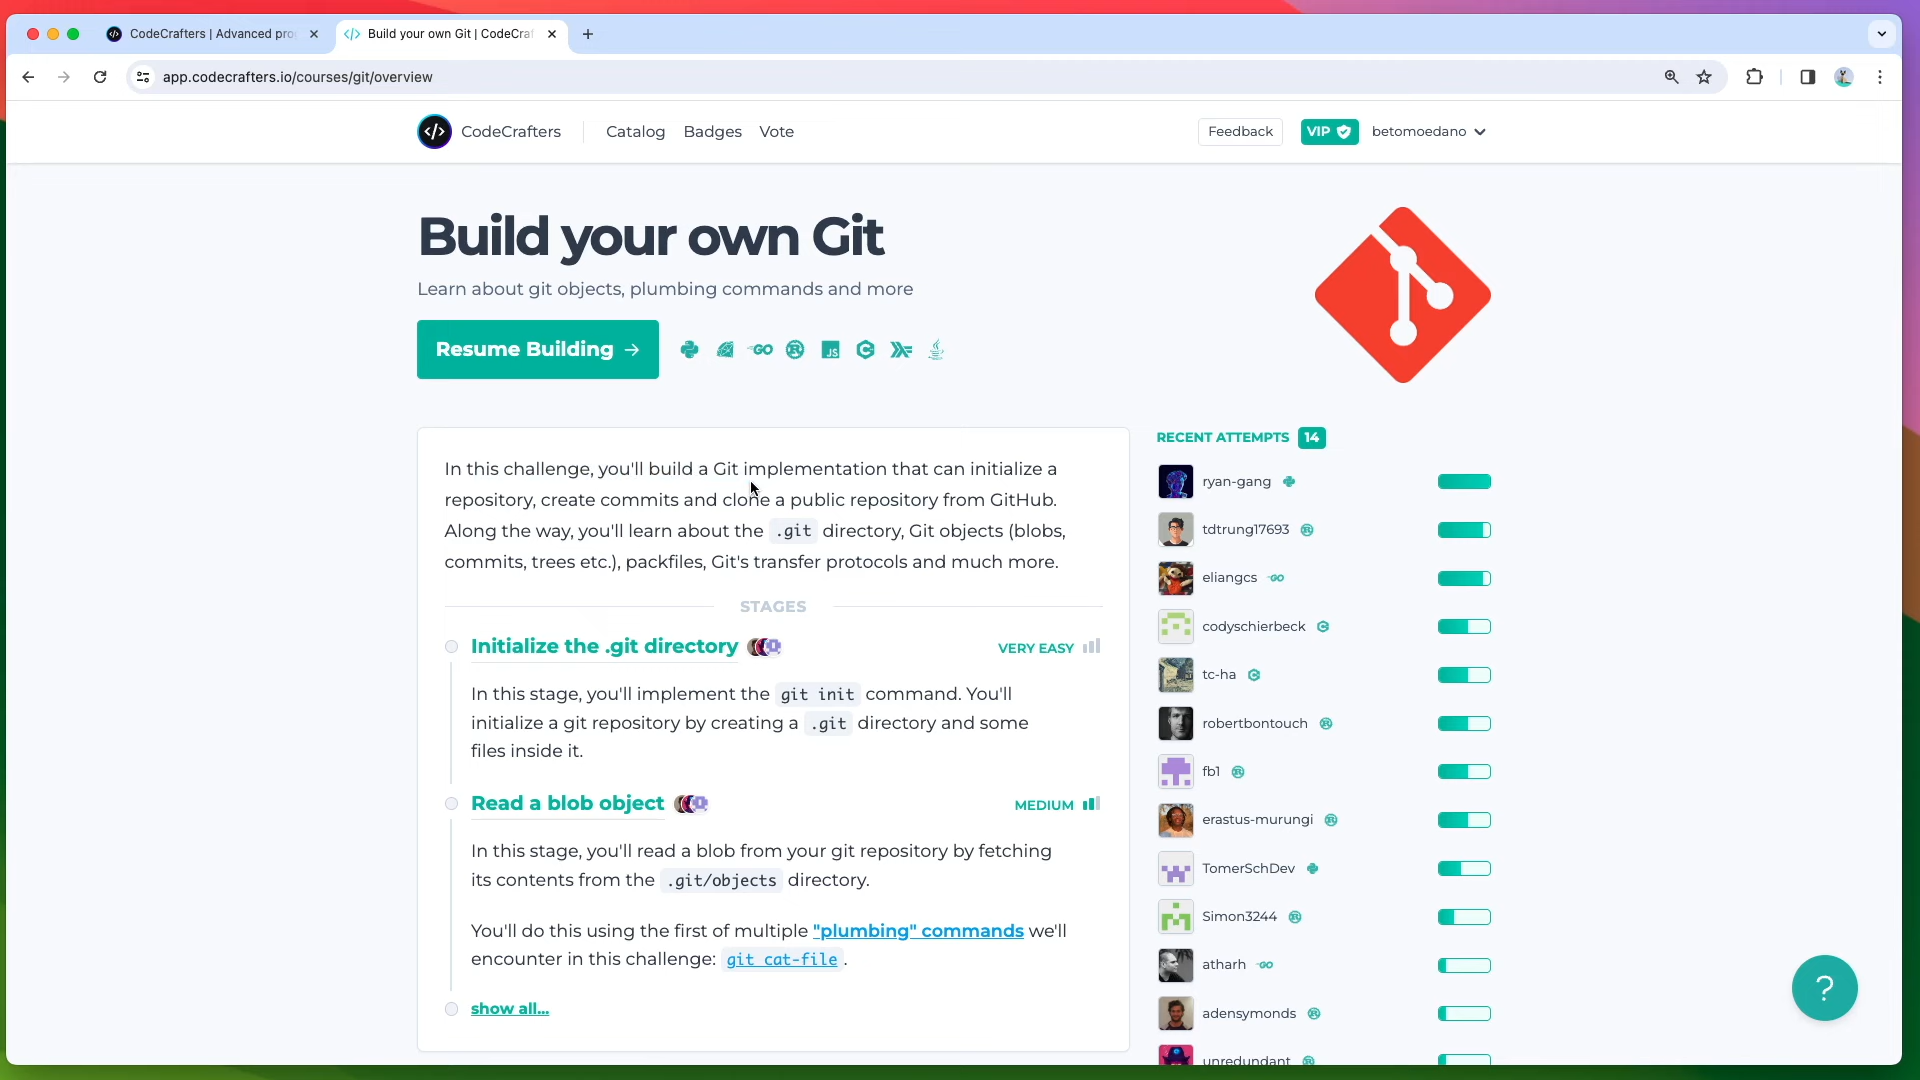 CodeCrafters | Advanced pro
Build your own Git | CodeCraf
app.codecrafters.io/courses/git/overview
CodeCrafters
Catalog
Badges
Vote
Feedback
VIP
betomoedano
Build your own Git
Learn about git objects, plumbing commands and more
Resume Building →
GO
JS
In this challenge, you'll build a Git implementation that can initialize a
repository, create commits and clone a public repository from GitHub.
Along the way, you'll learn about the .git directory, Git objects (blobs,
commits, trees etc.), packfiles, Git's transfer protocols and much more.
STAGES
Initialize the .git directory
VERY EASY
In this stage, you'll implement the git init command. You'll
initialize a git repository by creating a .git directory and some
files inside it.
Read a blob object
MEDIUM
In this stage, you'll read a blob from your git repository by fetching
its contents from the .git/objects directory.
You'll do this using the first of multiple "plumbing" commands we'll
encounter in this challenge: git cat-file.
show all...
RECENT ATTEMPTS 14
ryan-gang
tdtrung17693
eliangcs
codyschierbeck
tc-ha
robertbontouch
fb1
erastus-murungi
TomerSchDev
Simon3244
atharh
adensymonds
unredundant
?